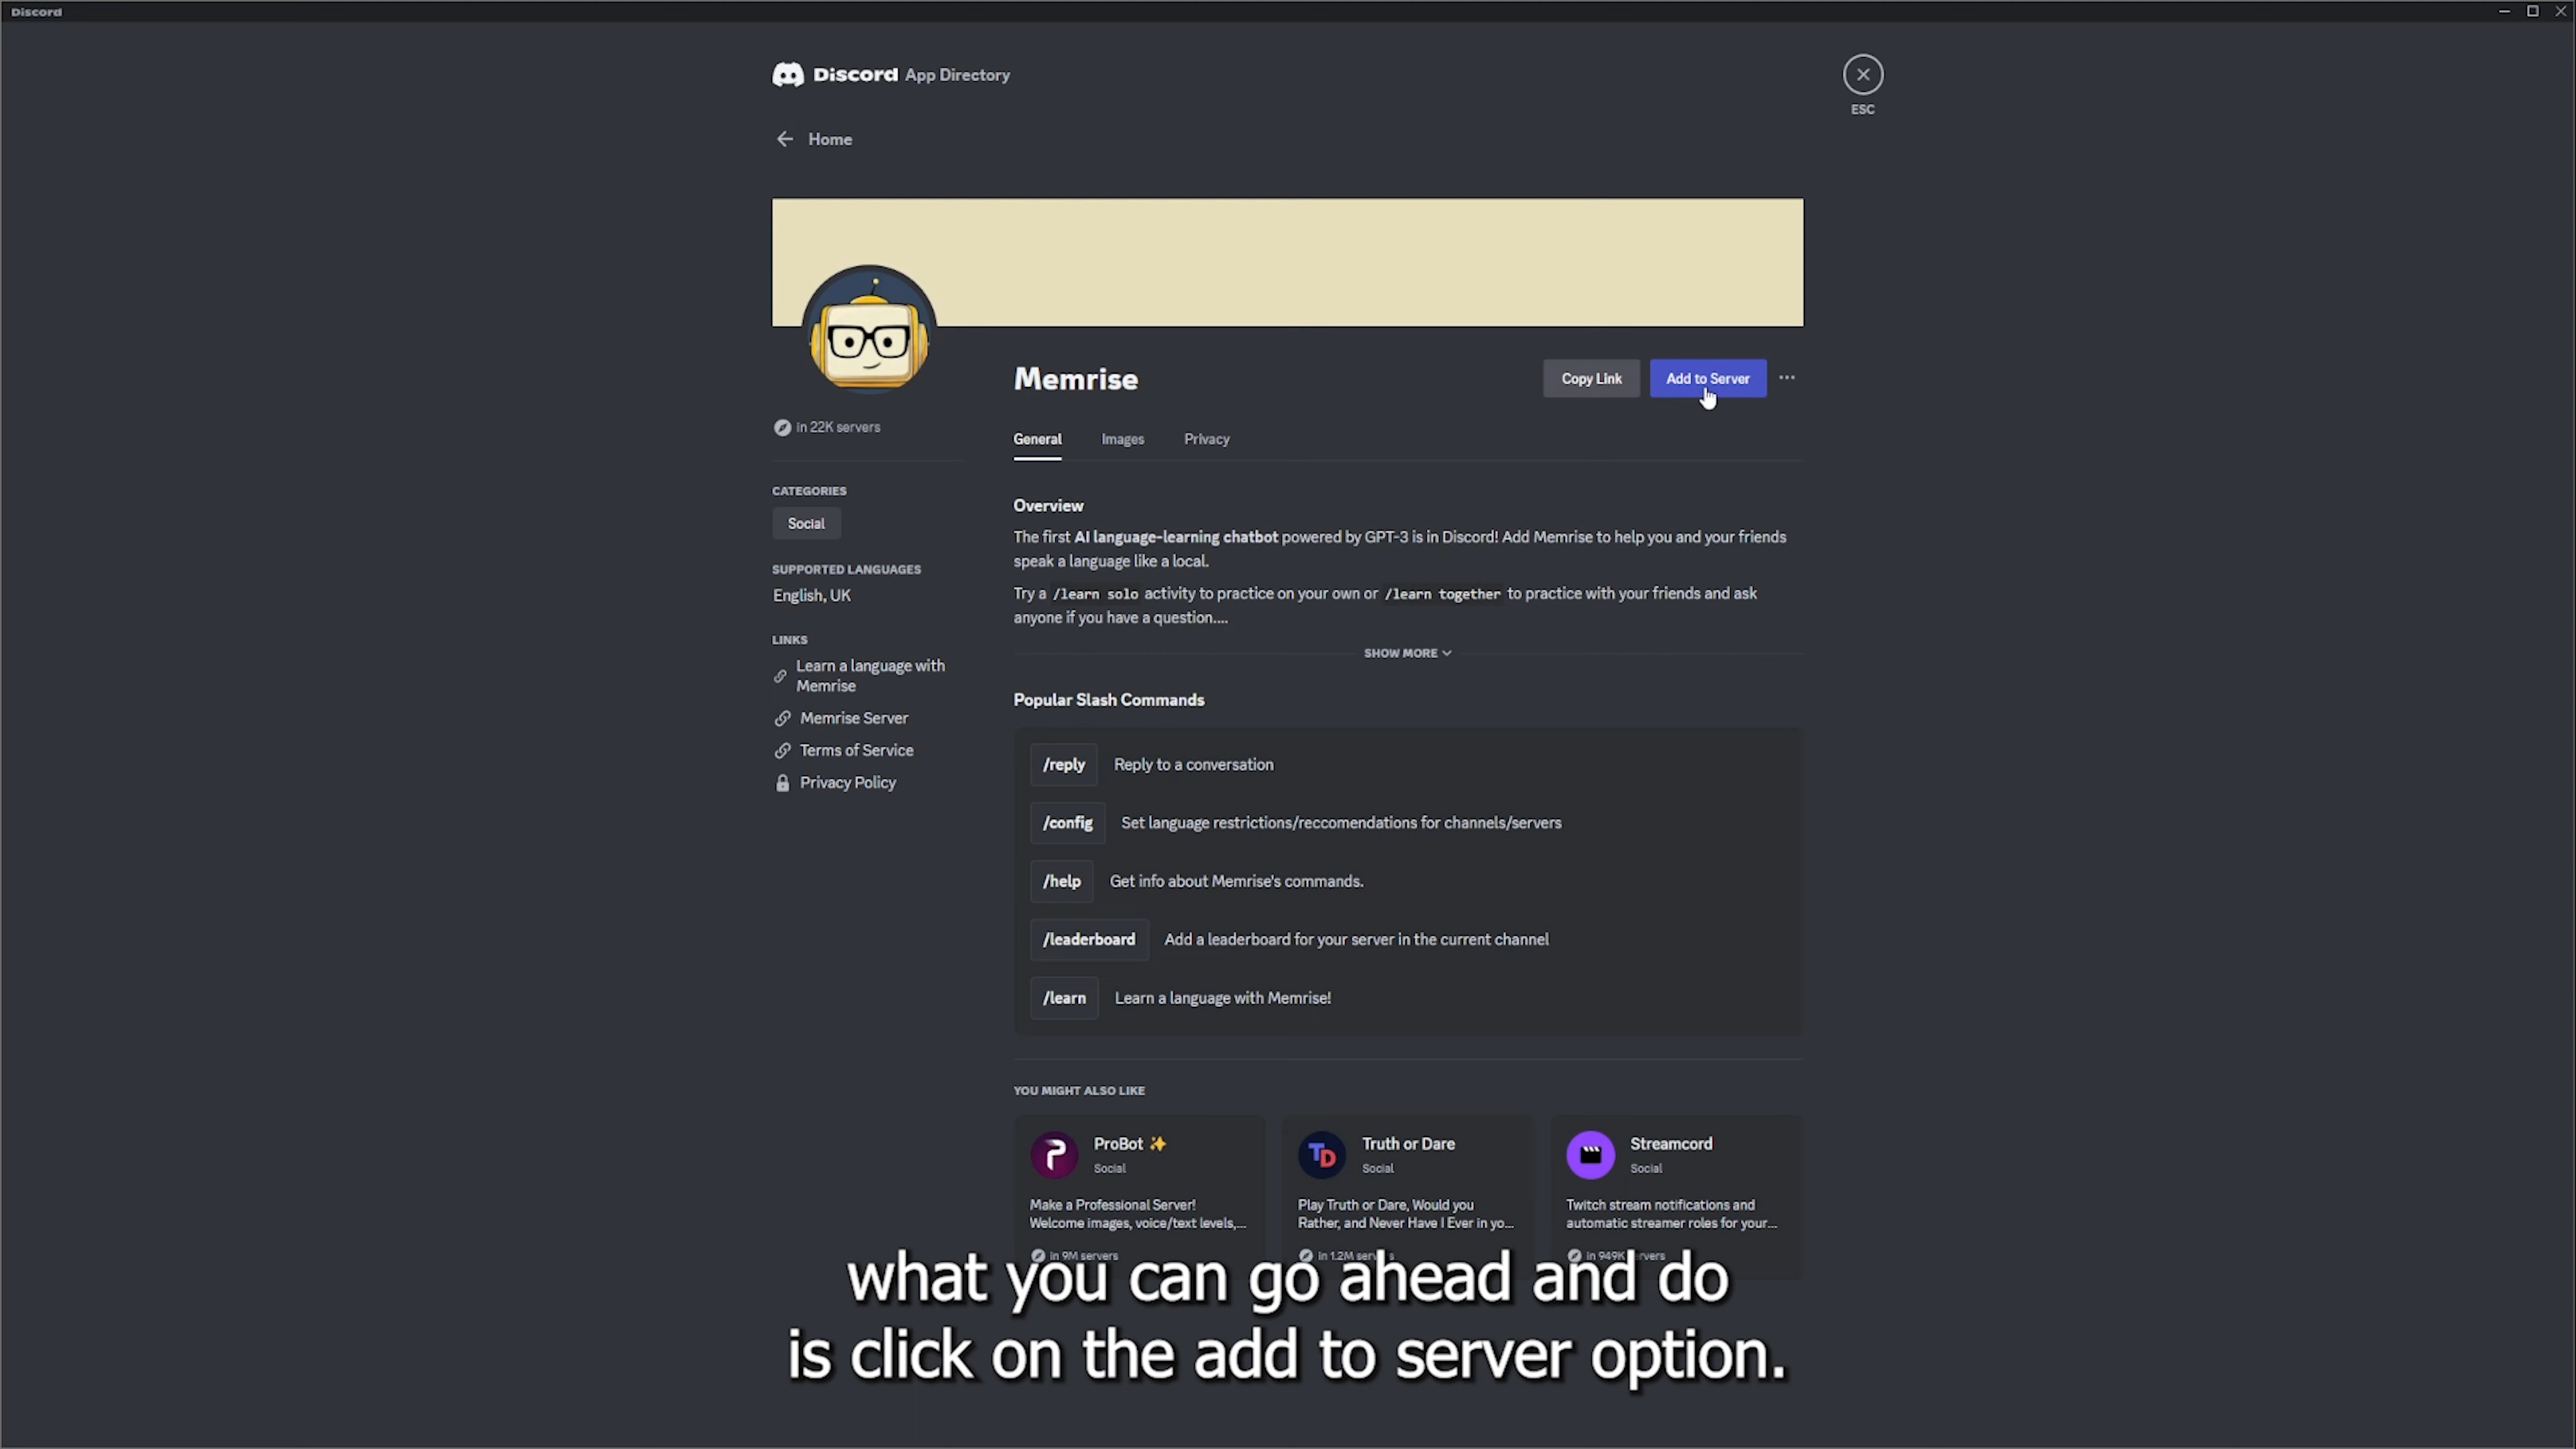 Discord
Discord App Directory
ESC
Home
Memrise
Copy Link
Add to Server
in 22K servers
General
Images
Privacy
CATEGORIES
Social
SUPPORTED LANGUAGES
English, UK
LINKS
Learn a language with
Memrise
Memrise Server
Terms of Service
Privacy Policy
Overview
The first AI language-learning chatbot powered by GPT-3 is in Discord! Add Memrise to help you and your friends
speak a language like a local.
Try a /learn solo activity to practice on your own or /learn together to practice with your friends and ask
anyone if you have a question....
SHOW MORE
Popular Slash Commands
/reply Reply to a conversation
/config Set language restrictions/reccomendations for channels/servers
/help Get info about Memrise's commands.
/leaderboard Add a leaderboard for your server in the current channel
/learn Learn a language with Memrise!
YOU MIGHT ALSO LIKE
ProBot ✨
Social
Make a Professional Server!
Welcome images, voice/text levels,...
in 9M servers
TD
Truth or Dare
Social
Play Truth or Dare, Would you
Rather, and Never Have I Ever in yo...
in 1.2M
Streamcord
Social
Twitch stream notifications and
automatic streamer roles for your...
in 949K
what you can go ahead and do
is click on the add to server option.